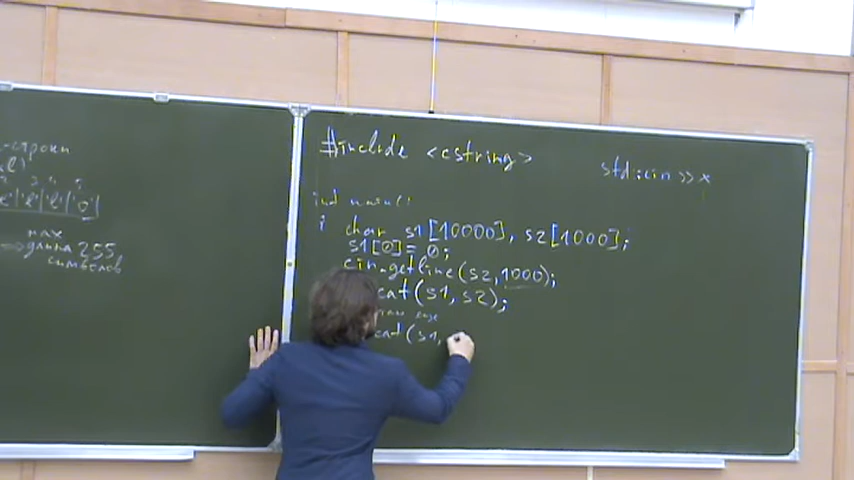 -строки
max
длина 255
символов
#include <cstring>
std::cin >> x
int main()
char s1[10000], s2[1000];
s1[0] = 0;
cin.getline(s2,1000);
cat(s1, s2);
cat(s1,